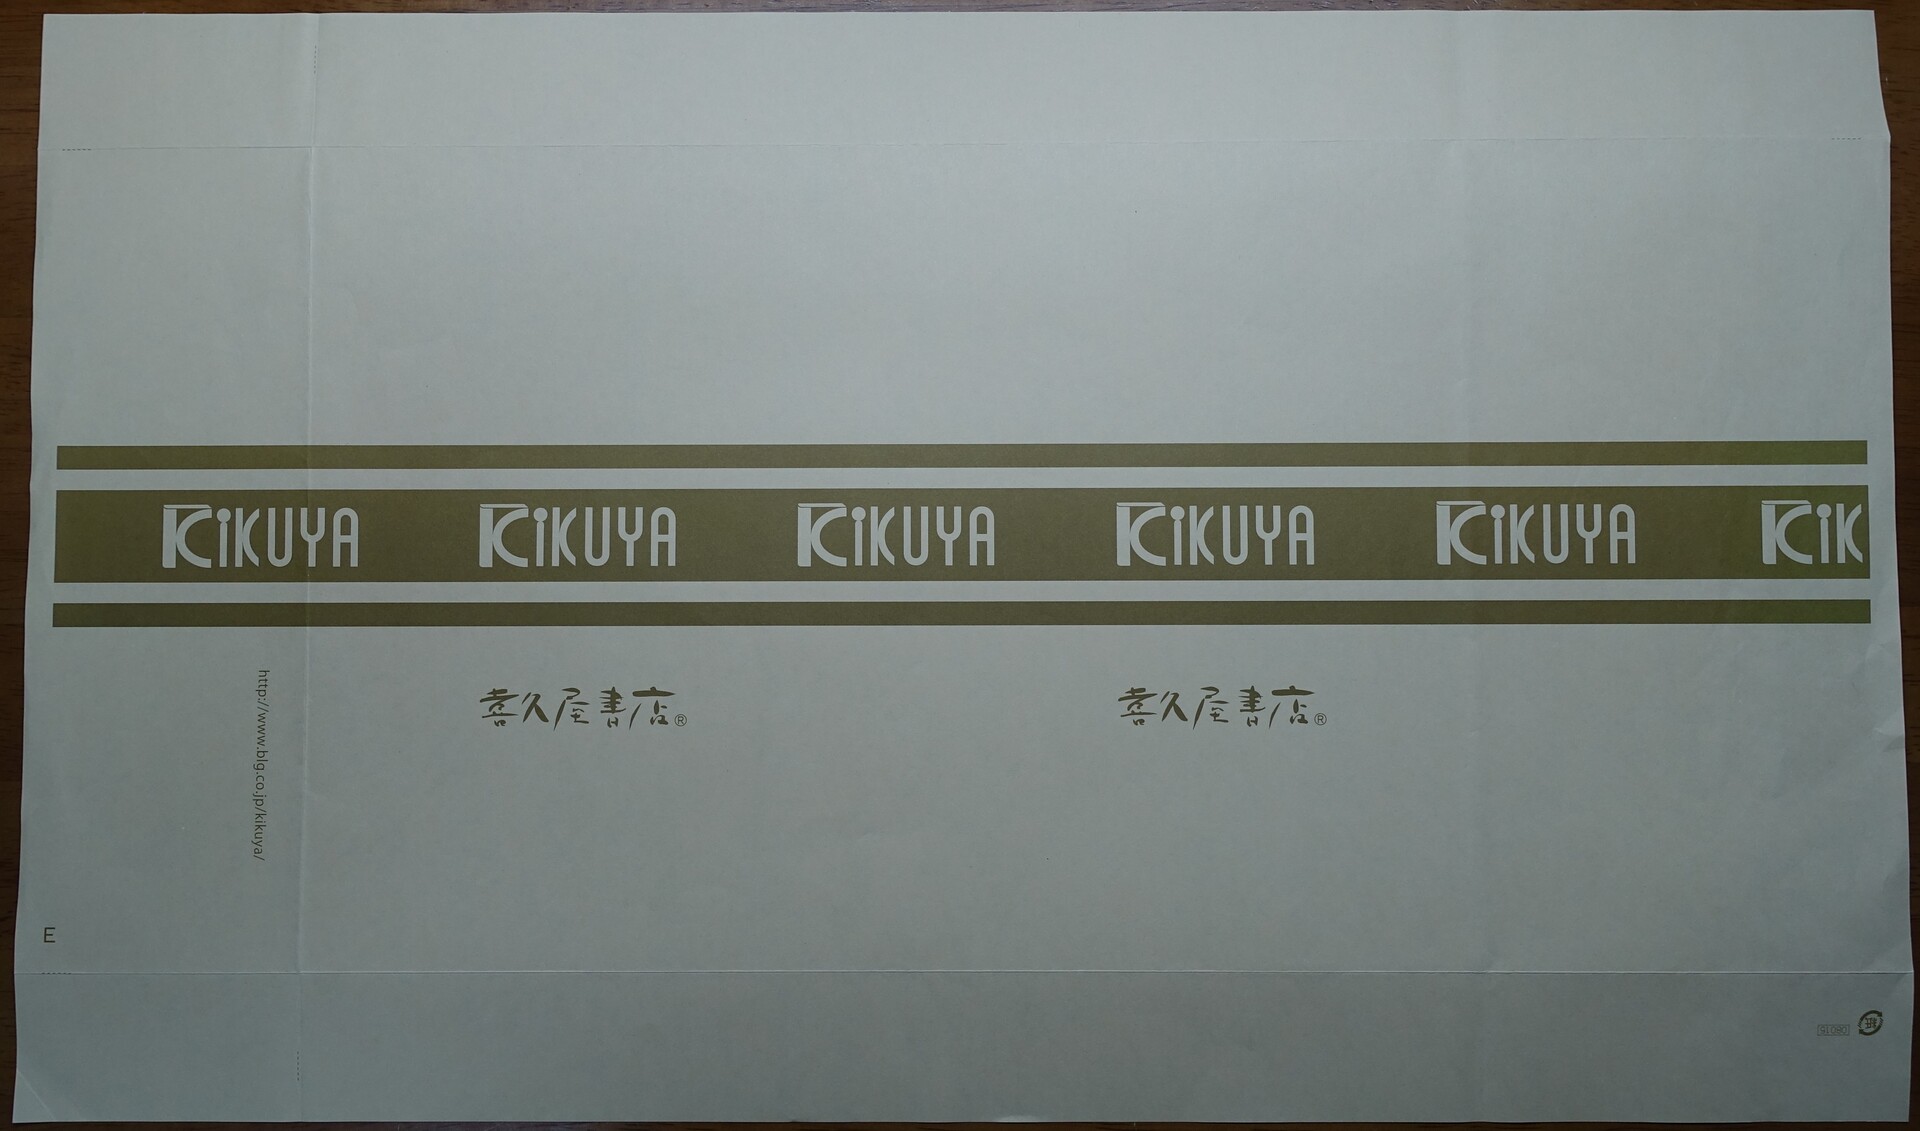 KiKUYA KiKUYA KiKUYA KiKUYA KiKUYA KiK
喜久屋書店® 喜久屋書店®
http://www.blg.co.jp/kikuya/
E
紙